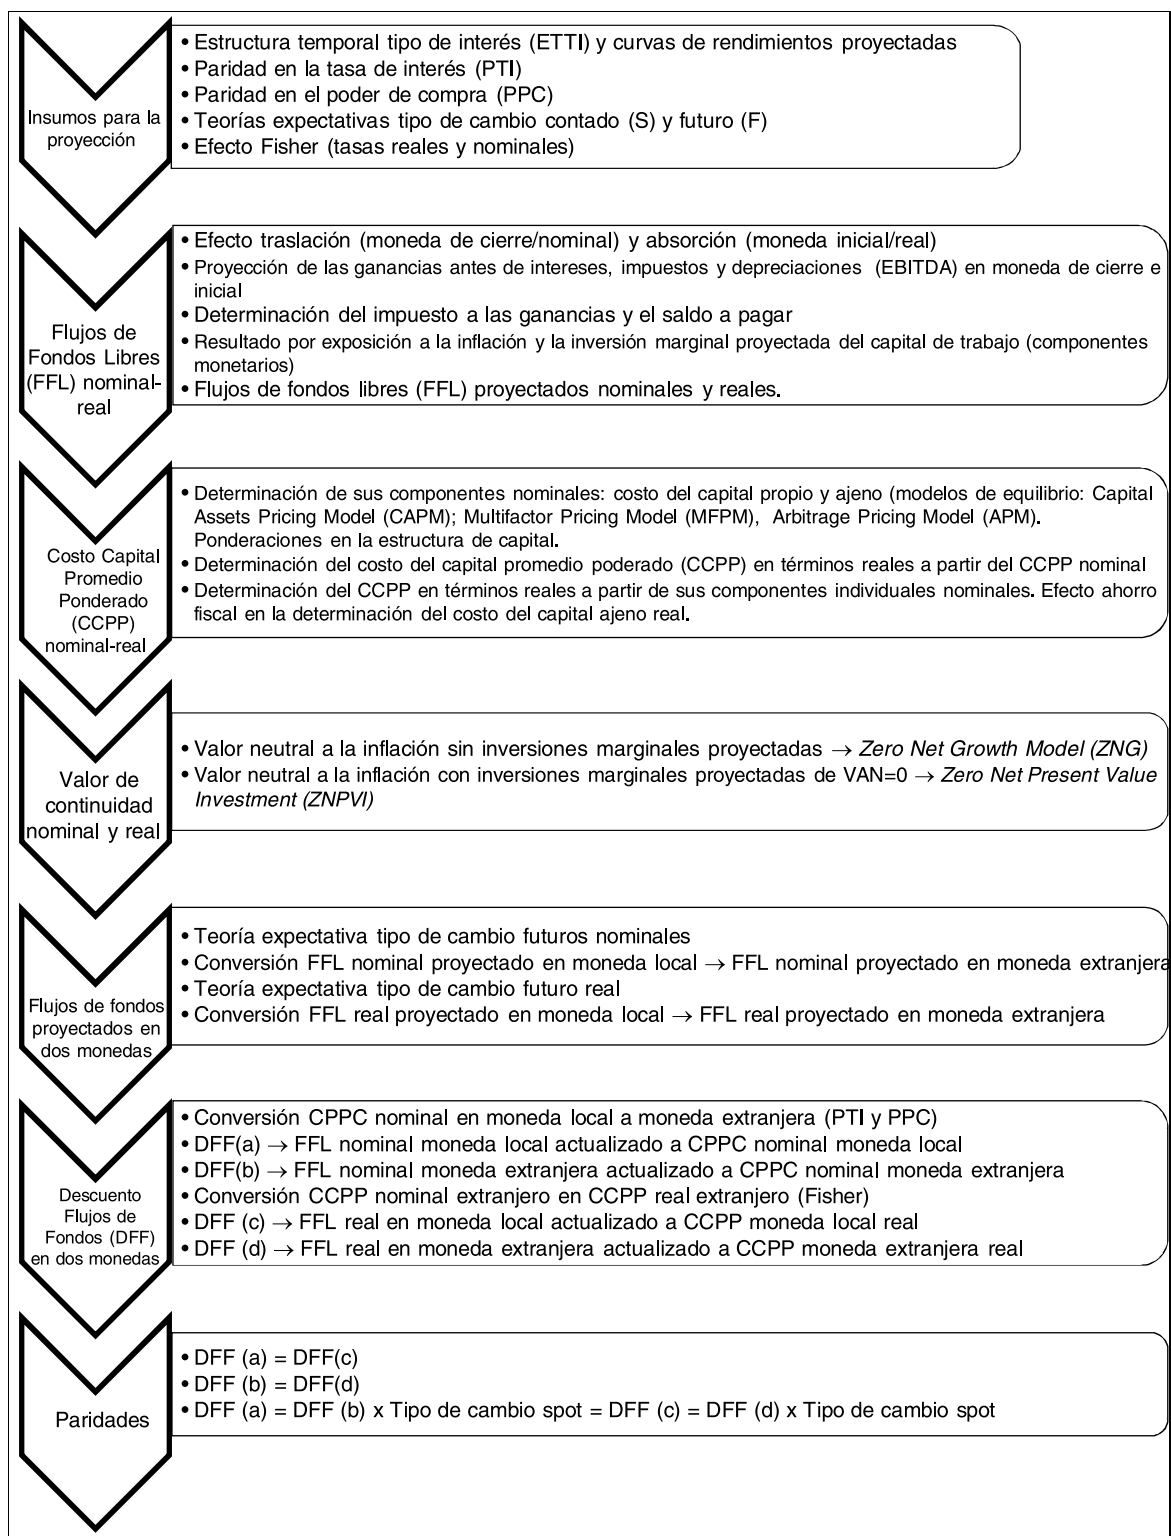 Insumos para la
proyección
• Estructura temporal tipo de interés (ETTI) y curvas de rendimientos proyectadas
• Paridad en la tasa de interés (PTI)
• Paridad en el poder de compra (PPC)
• Teorías expectativas tipo de cambio contado (S) y futuro (F)
• Efecto Fisher (tasas reales y nominales)
Flujos de
Fondos Libres
(FFL) nominal-
real
• Efecto traslación (moneda de cierre/nominal) y absorción (moneda inicial/real)
• Proyección de las ganancias antes de intereses, impuestos y depreciaciones (EBITDA) en moneda de cierre e
inicial
• Determinación del impuesto a las ganancias y el saldo a pagar
• Resultado por exposición a la inflación y la inversión marginal proyectada del capital de trabajo (componentes
monetarios)
• Flujos de fondos libres (FFL) proyectados nominales y reales.
Costo Capital
Promedio
Ponderado
(CCPP)
nominal-real
• Determinación de sus componentes nominales: costo del capital propio y ajeno (modelos de equilibrio: Capital
Assets Pricing Model (CAPM); Multifactor Pricing Model (MFPM), Arbitrage Pricing Model (APM).
Ponderaciones en la estructura de capital.
• Determinación del costo del capital promedio poderado (CCPP) en términos reales a partir del CCPP nominal
• Determinación del CCPP en términos reales a partir de sus componentes individuales nominales. Efecto ahorro
fiscal en la determinación del costo del capital ajeno real.
Valor de
continuidad
nominal y real
• Valor neutral a la inflación sin inversiones marginales proyectadas → Zero Net Growth Model (ZNG)
• Valor neutral a la inflación con inversiones marginales proyectadas de VAN=0 → Zero Net Present Value
Investment (ZNPVI)
Flujos de fondos
proyectados en
dos monedas
• Teoría expectativa tipo de cambio futuros nominales
• Conversión FFL nominal proyectado en moneda local → FFL nominal proyectado en moneda extranjera
• Teoría expectativa tipo de cambio futuro real
• Conversión FFL real proyectado en moneda local → FFL real proyectado en moneda extranjera
Descuento
Flujos de
Fondos (DFF)
en dos monedas
• Conversión CPPC nominal en moneda local a moneda extranjera (PTI y PPC)
• DFF(a) → FFL nominal moneda local actualizado a CPPC nominal moneda local
• DFF(b) → FFL nominal moneda extranjera actualizado a CPPC nominal moneda extranjera
• Conversión CCPP nominal extranjero en CCPP real extranjero (Fisher)
• DFF (c) → FFL real en moneda local actualizado a CCPP moneda local real
• DFF (d) → FFL real en moneda extranjera actualizado a CCPP moneda extranjera real
Paridades
• DFF (a) = DFF(c)
• DFF (b) = DFF(d)
• DFF (a) = DFF (b) x Tipo de cambio spot = DFF (c) = DFF (d) x Tipo de cambio spot